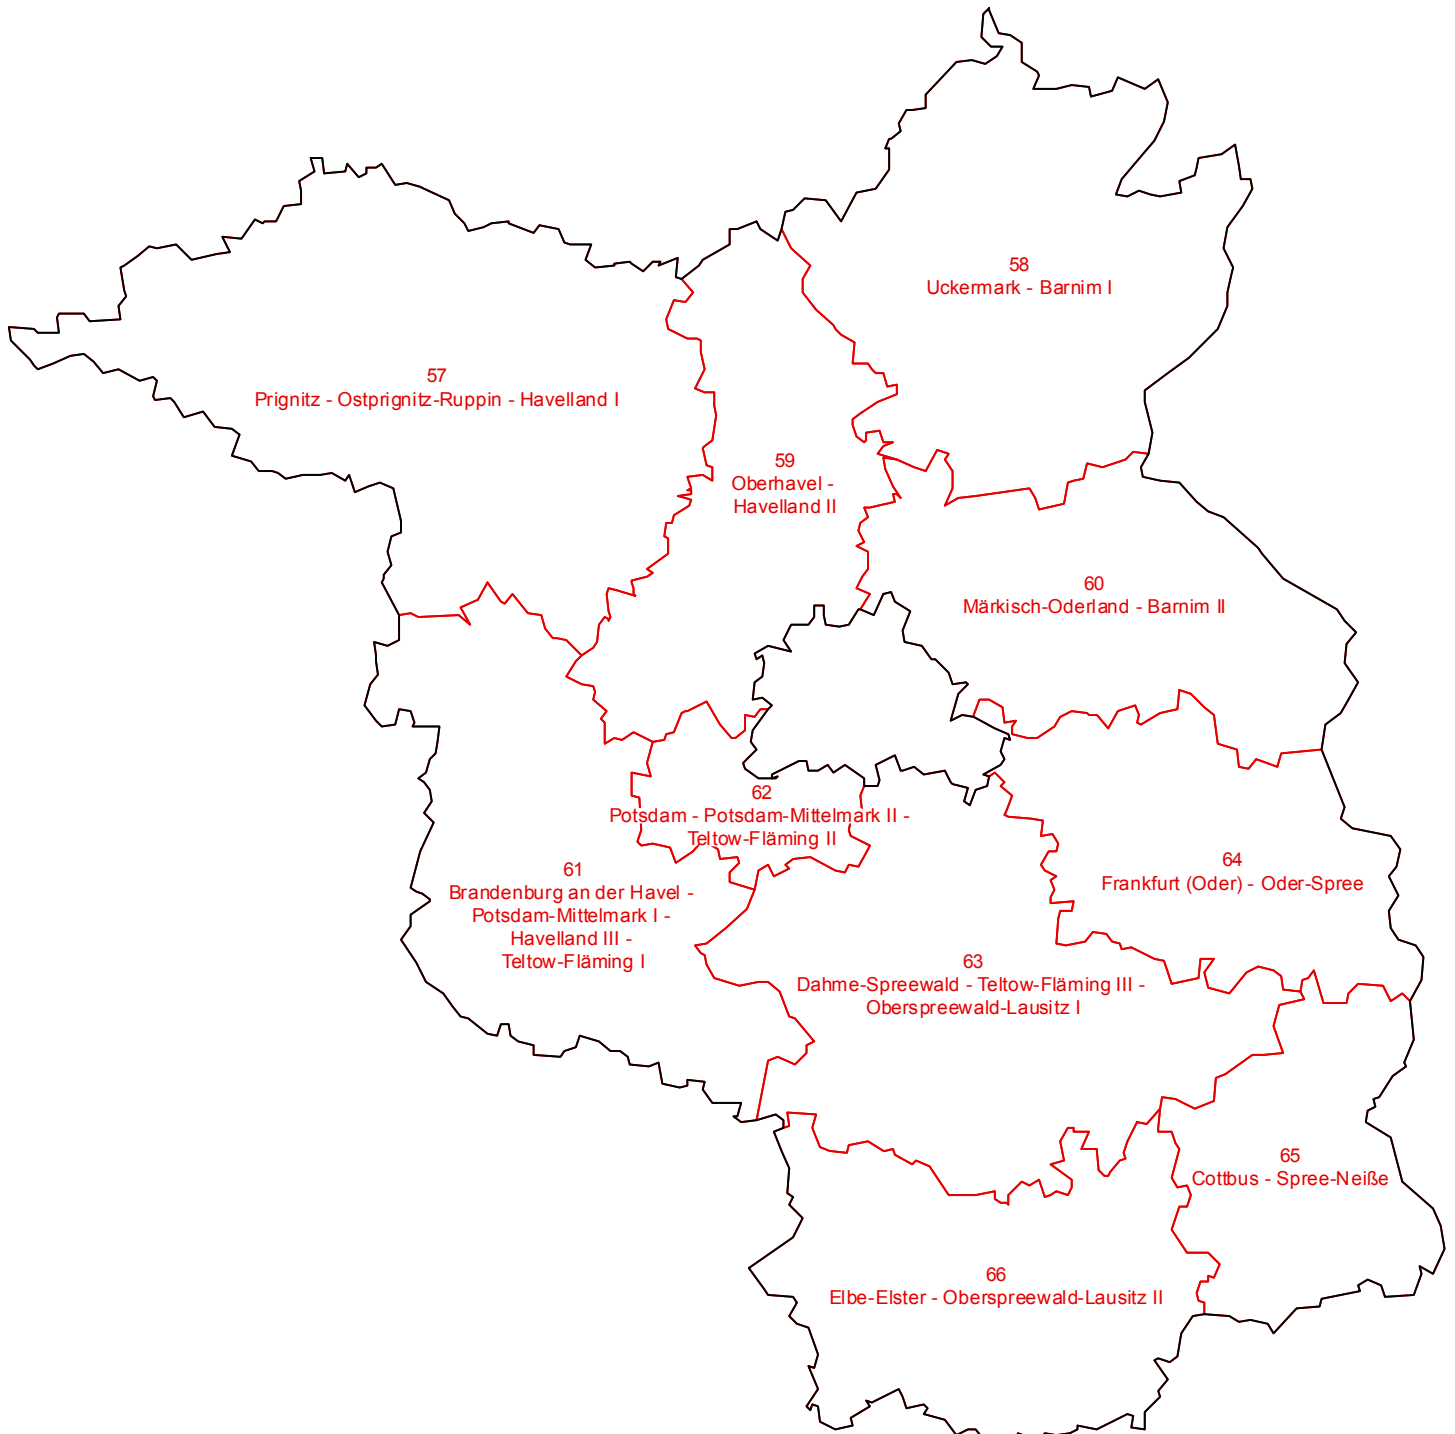 58
Uckermark - Barnim I
57
Prignitz - Ostprignitz-Ruppin - Havelland I
59
Oberhavel -
Havelland II
60
Märkisch-Oderland - Barnim II
62
Potsdam - Potsdam-Mittelmark II -
Teltow-Fläming II
61
Brandenburg an der Havel -
Potsdam-Mittelmark I -
Havelland III -
Teltow-Fläming I
64
Frankfurt (Oder) - Oder-Spree
63
Dahme-Spreewald - Teltow-Fläming III -
Oberspreewald-Lausitz I
65
Cottbus - Spree-Neiße
66
Elbe-Elster - Oberspreewald-Lausitz II